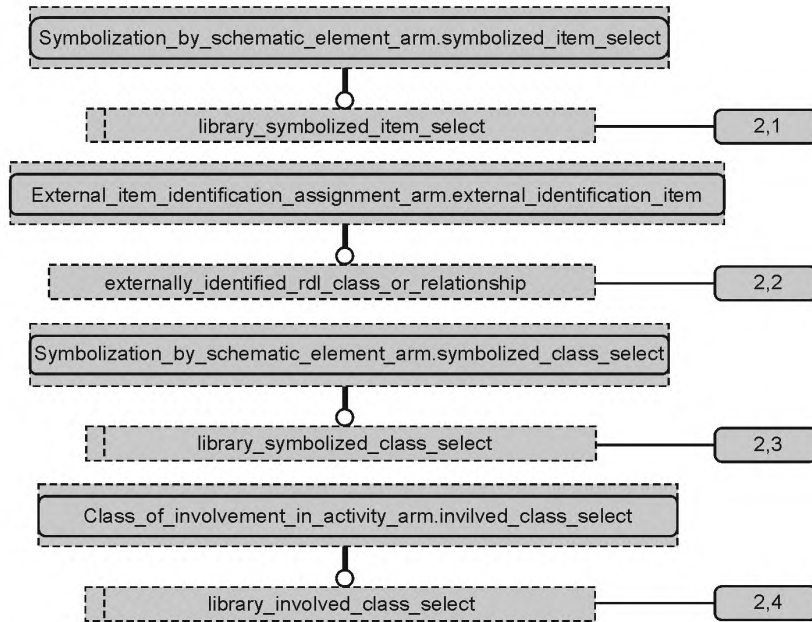 Symbolization_by_schematic_element_arm.symbolized_item_select
library_symbolized_item_select
2,1
External_item_identification_assignment_arm.external_identification_item
externally_identified_rdl_class_or_relationship
2,2
Symbolization_by_schematic_element_arm.symbolized_class_select
library_symbolized_class_select
2,3
Class_of_involvement_in_activity_arm.invilved_class_select
library_involved_class_select
2,4